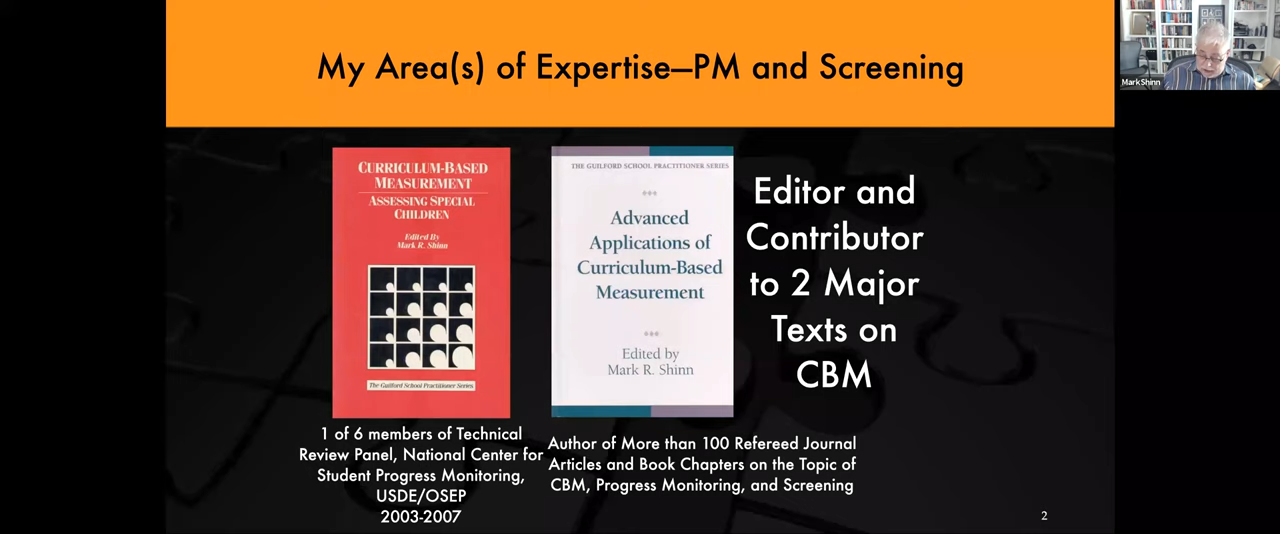 My Area(s) of Expertise—PM and Screening
Mark Shinn
CURRICULUM-BASED
MEASUREMENT
ASSESSING SPECIAL
CHILDREN
Edited By
Mark R. Shinn
The Guilford School Practitioner Series
THE GUILFORD SCHOOL PRACTITIONER SERIES
Advanced
Applications of
Curriculum-Based
Measurement
Edited by
Mark R. Shinn
Editor and
Contributor
to 2 Major
Texts on
CBM
1 of 6 members of Technical
Review Panel, National Center for
Student Progress Monitoring,
USDE/OSEP
2003-2007
Author of More than 100 Refereed Journal
Articles and Book Chapters on the Topic of
CBM, Progress Monitoring, and Screening
2